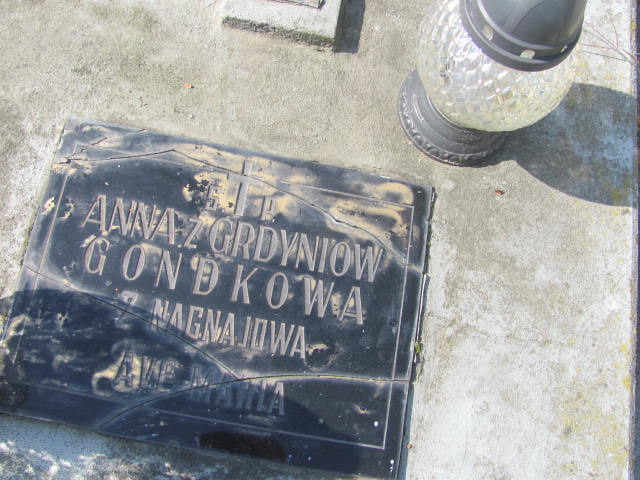 Ś P
ANNA Z GRDYNIÓW
GONDKOWA
Z NAGNAJOWA
AVE MARIA